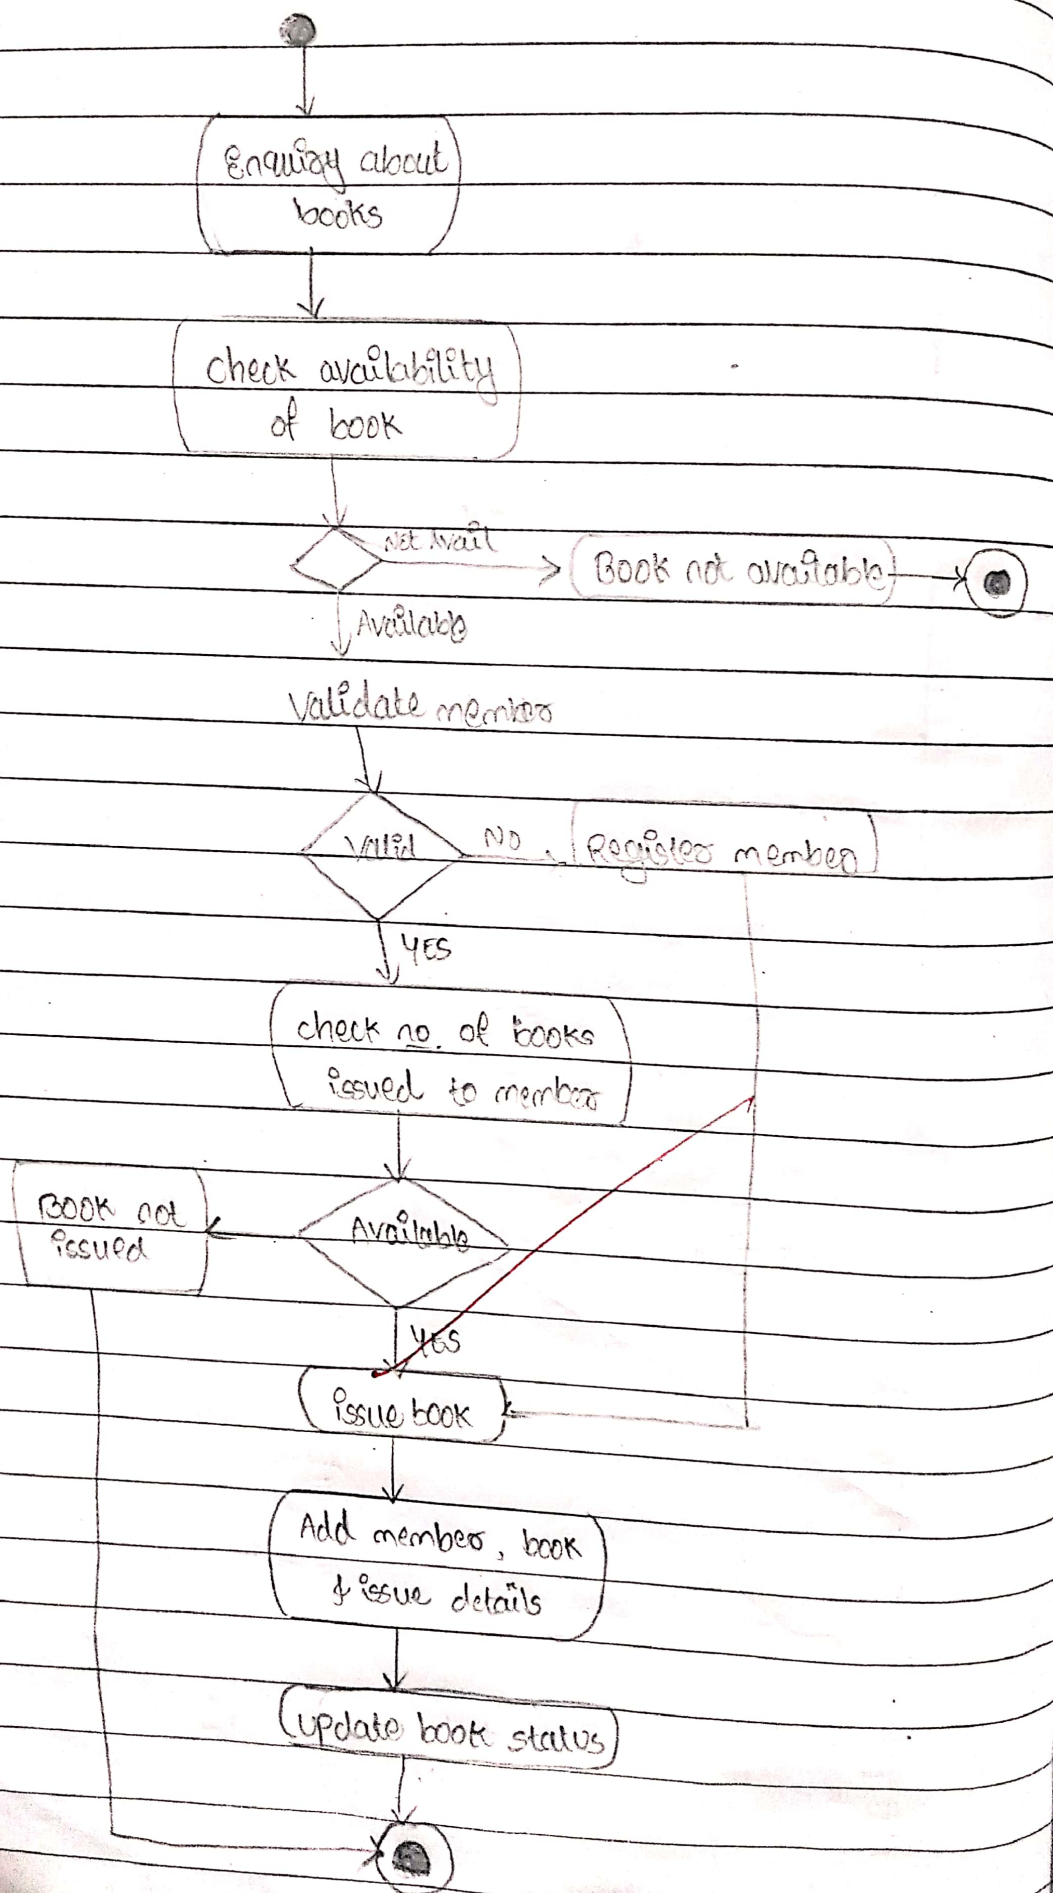 Enquiry about
books
check availability
of book
Not Avail
Book not available
Available
Validate member
Valid
NO
Register member
YES
check no. of books
issued to member
Book not
issued
Available
YES
issue book
Add member, book
& issue details
update book status